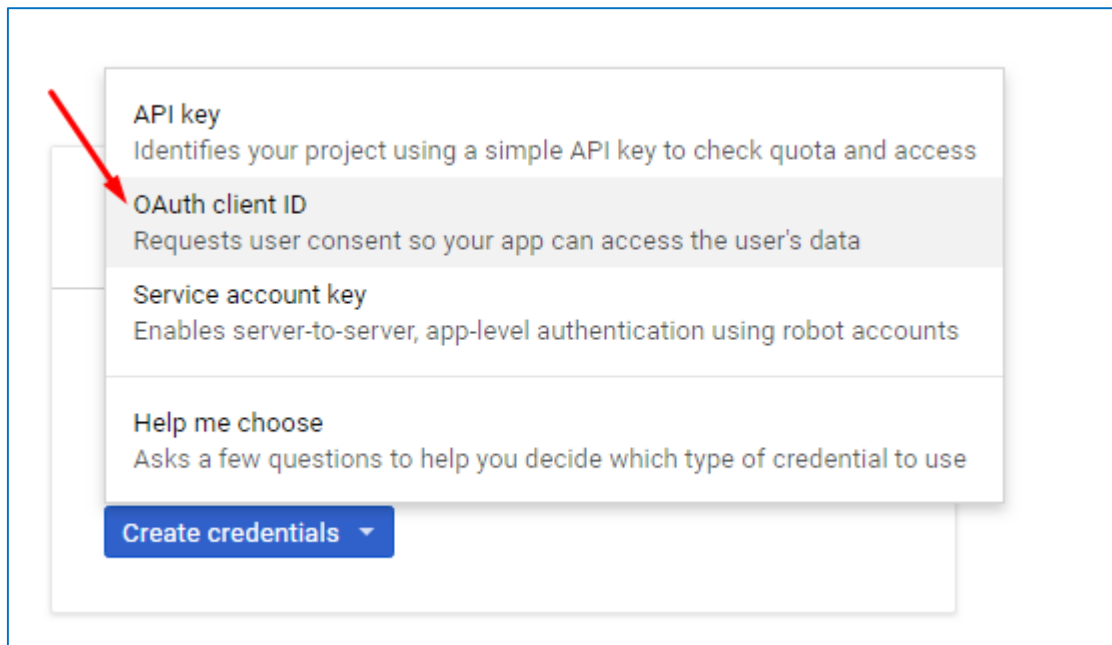 API key
Identifies your project using a simple API key to check quota and access
OAuth client ID
Requests user consent so your app can access the user's data
Service account key
Enables server-to-server, app-level authentication using robot accounts
Help me choose
Asks a few questions to help you decide which type of credential to use
Create credentials